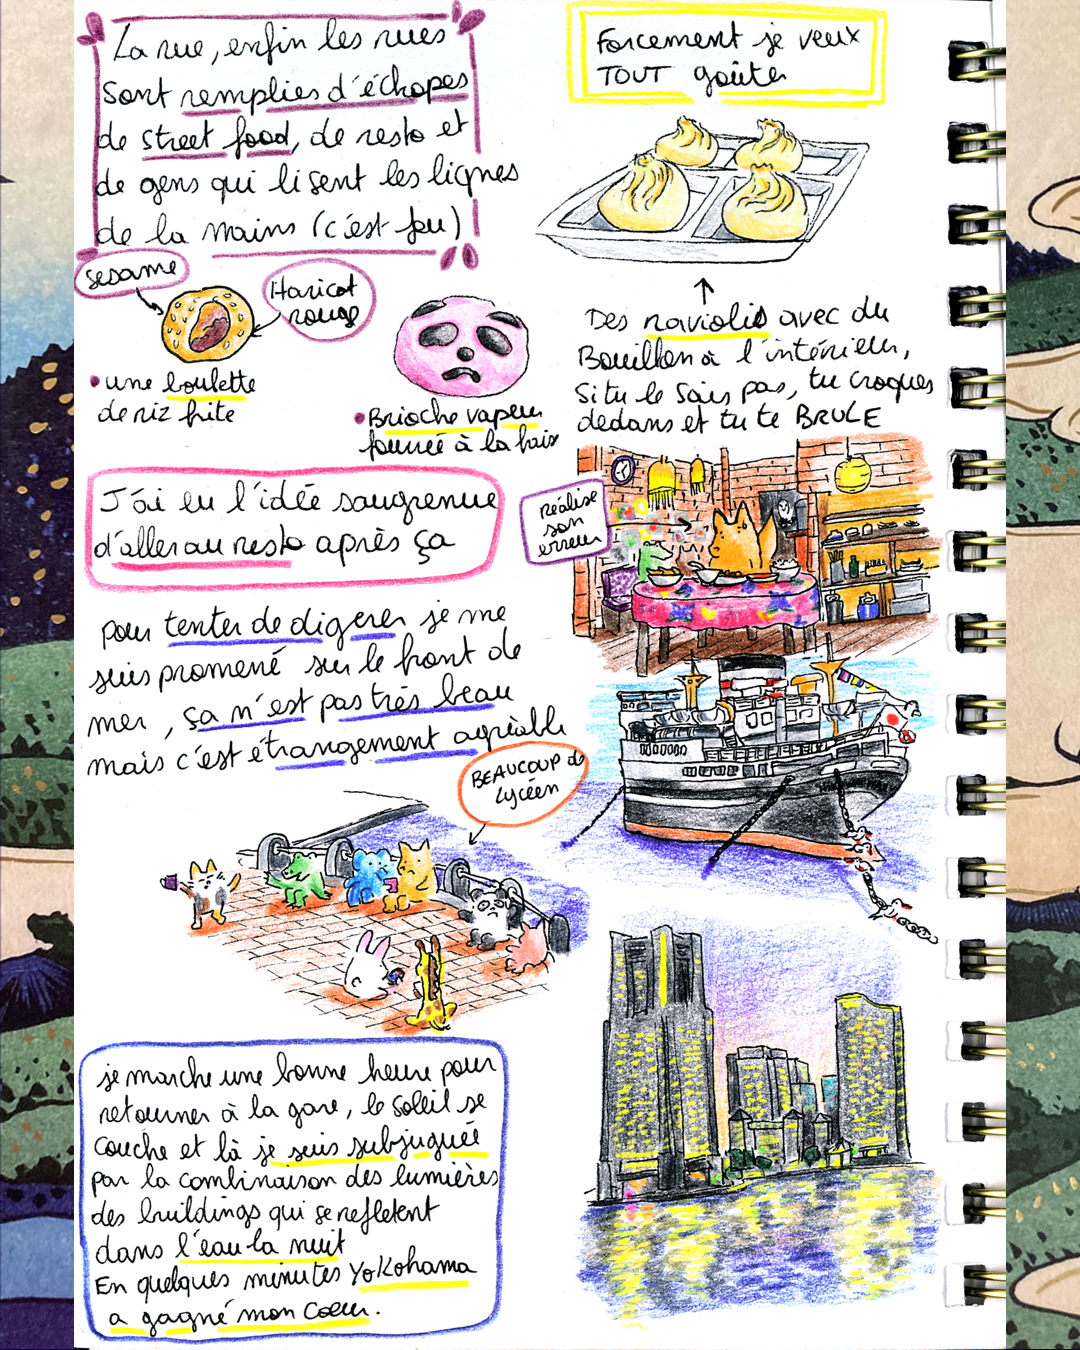 La rue, enfin les rues
sont remplies d'échopes
de street food, de resto et
de gens qui lisent les lignes
de la mains (c'est fou)
Forcement je veux
TOUT goûter
sesame
Haricot
rouge
• une boulette
de riz frite
• Brioche vapeur
fourrée à la noix
↑
Des raviolis avec du
Bouillon à l'intérieur,
Si tu le sais pas, tu croques
dedans et tu te BRULE
J'ai eu l'idée saugrenue
d'aller au resto après ça
réalise
son
erreur
pour tenter de digerer je me
suis promené sur le front de
mer, ça n'est pas très beau
mais c'est étrangement agréable
BEAUCOUP de
lycéen
je marche une bonne heure pour
retourner à la gare, le soleil se
couche et là je suis subjuguée
par la combinaison des lumières
des buildings qui se refletent
dans l'eau la nuit
En quelques minutes YoKohama
a gagné mon coeur.